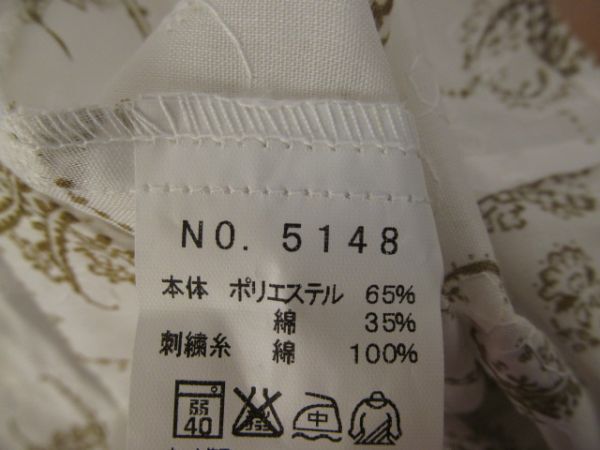 NO. 5148
本体 ポリエステル 65%
綿 35%
刺繍糸 綿 100%
弱
40
中